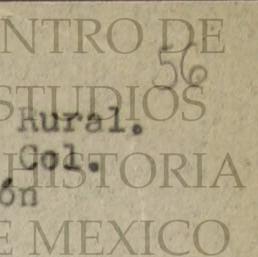 NTRO DE
56
STUDIOS
Rural.
Col.
HISTORIA
ón
E MEXICO